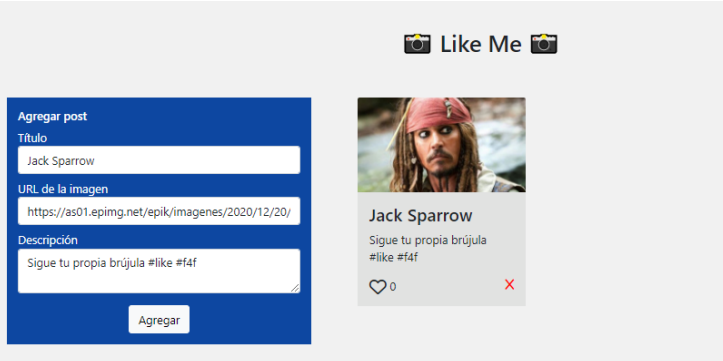 Like Me
Agregar post
Título
Jack Sparrow
URL de la imagen
https://as01.epimg.net/epik/imagenes/2020/12/20/
Descripción
Sigue tu propia brújula #like #f4f
Agregar
Jack Sparrow
Sigue tu propia brújula
#like #f4f
0
X